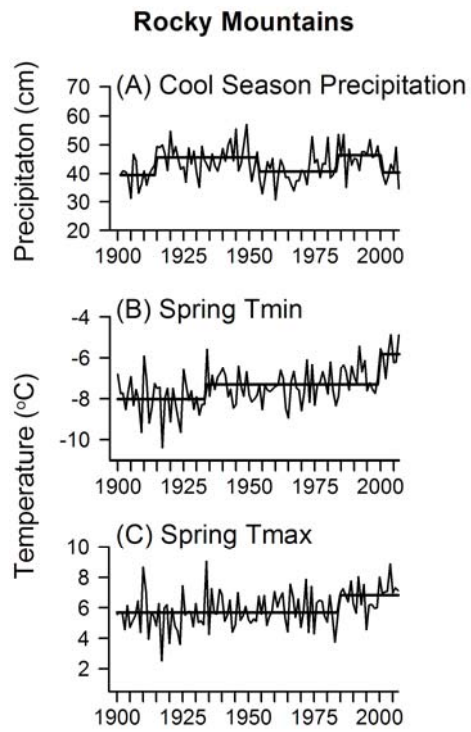 Rocky Mountains
(A) Cool Season Precipitation
Precipitaton (cm)
70
60
50
40
30
20
1900 1925 1950 1975 2000
(B) Spring Tmin
Temperature (°C)
-4
-6
-8
-10
1900 1925 1950 1975 2000
(C) Spring Tmax
10
8
6
4
2
1900 1925 1950 1975 2000